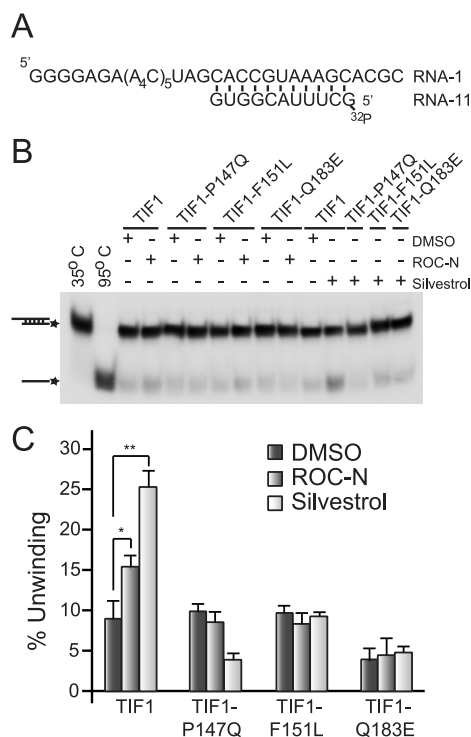 A
5' GGGGAGA(A4C)5UAGCACCGUAAAGCACGC RNA-1
GUGGCAUUUCG 5' RNA-11
32P
B
TIF1 TIF1-P147Q TIF1-F151L TIF1-Q183E TIF1 TIF1-P147Q TIF1-F151L TIF1-Q183E
+ - + - + - + - + - - - - DMSO
- + - + - + - + - - - - - ROC-N
- - - - - - - - - + + + + Silvestrol
35° C 95° C
C
% Unwinding
30
25
20
15
10
5
0
** 
*
DMSO
ROC-N
Silvestrol
TIF1 TIF1-P147Q TIF1-F151L TIF1-Q183E